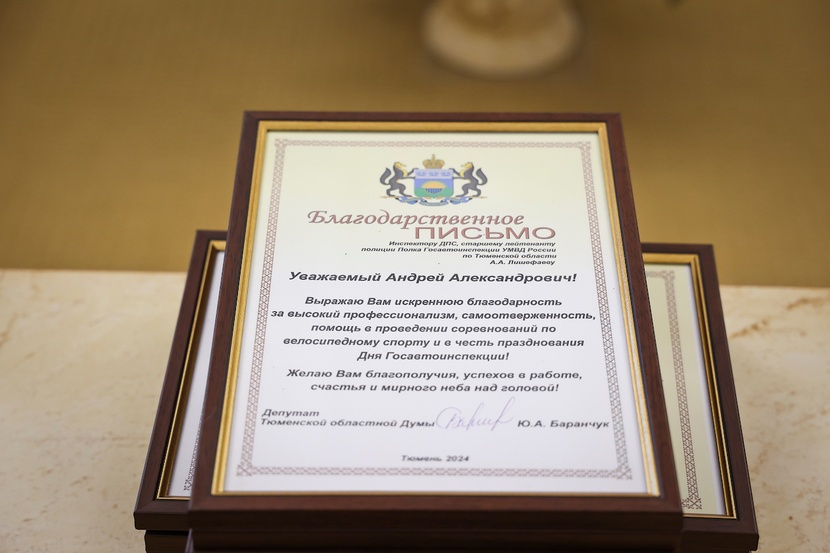 Благодарственное
ПИСЬМО
Инспектору ДПС, старшему лейтенанту
полиции Полка Госавтоинспекции УМВД России
по Тюменской области
А.А. Лишефаеву
Уважаемый Андрей Александрович!
Выражаю Вам искреннюю благодарность
за высокий профессионализм, самоотверженность,
помощь в проведении соревнований по
велосипедному спорту и в честь празднования
Дня Госавтоинспекции!
Желаю Вам благополучия, успехов в работе,
счастья и мирного неба над головой!
Депутат
Тюменской областной Думы Ю.А. Баранчук
Тюмень 2024